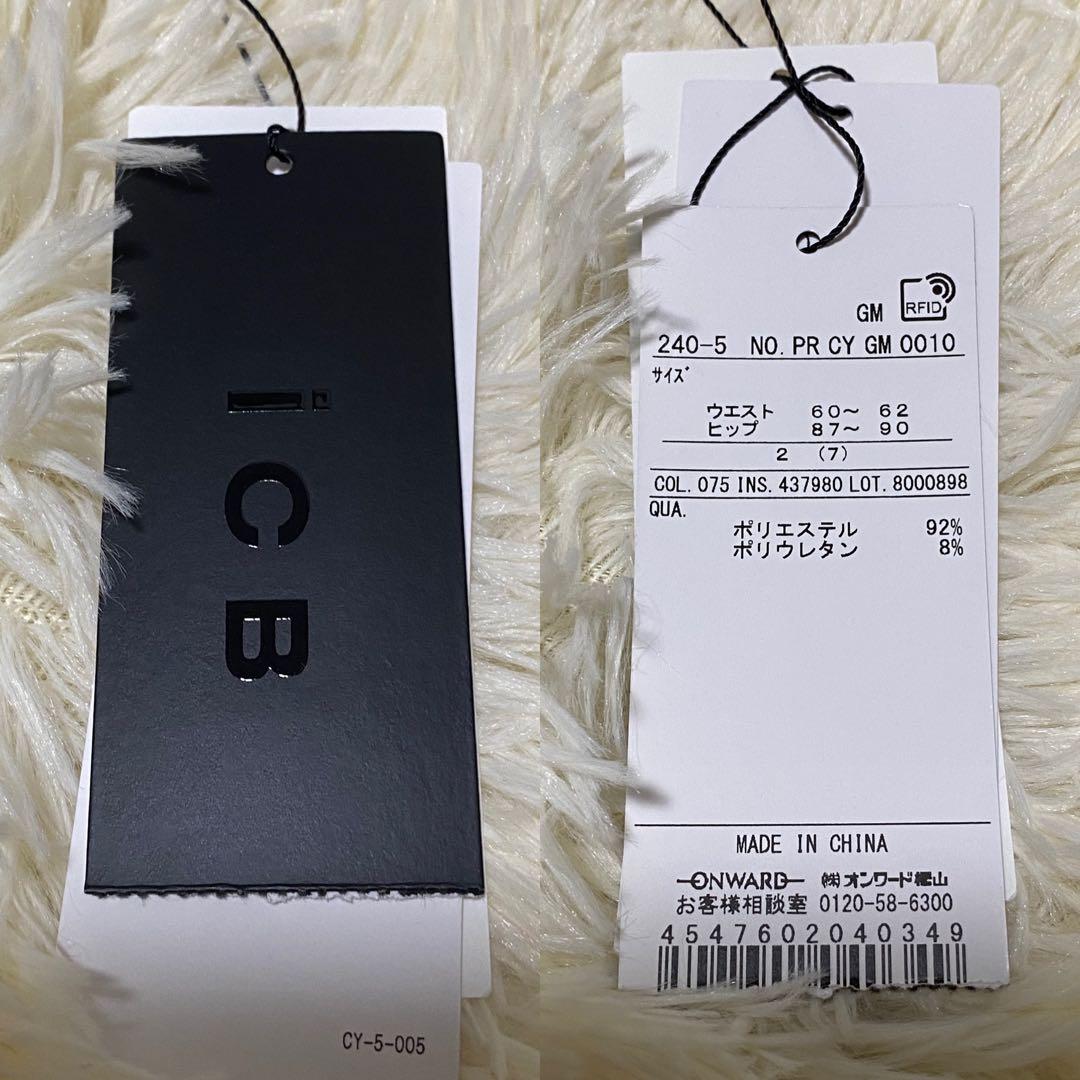 iCB
CY-5-005
GM RFID
240-5 NO. PR CY GM 0010
サイズ
ウエスト 60〜 62
ヒップ 87〜 90
2 (7)
COL. 075 INS. 437980 LOT. 8000898
QUA.
ポリエステル 92%
ポリウレタン 8%
MADE IN CHINA
ONWARD ㈱オンワード樫山
お客様相談室 0120-58-6300
4547602040349